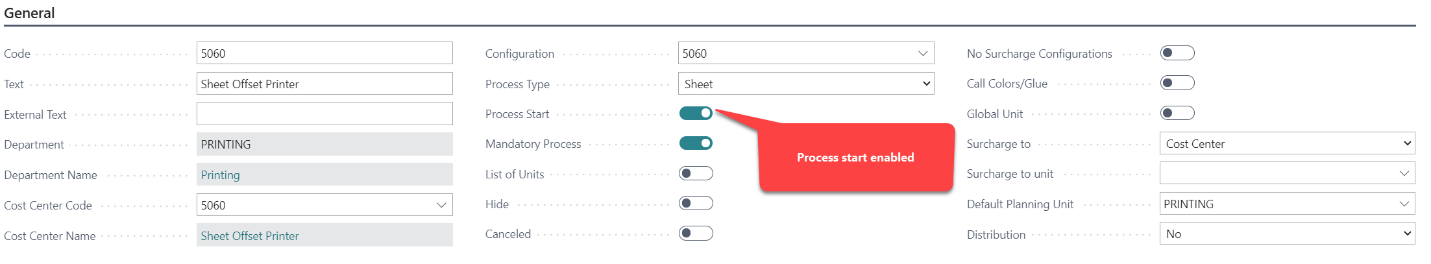 General
Code 5060
Text Sheet Offset Printer
External Text
Department PRINTING
Department Name Printing
Cost Center Code 5060
Cost Center Name Sheet Offset Printer
Configuration 5060
Process Type Sheet
Process Start
Mandatory Process
List of Units
Hide
Canceled
Process start enabled
No Surcharge Configurations
Call Colors/Glue
Global Unit
Surcharge to Cost Center
Surcharge to unit
Default Planning Unit PRINTING
Distribution No